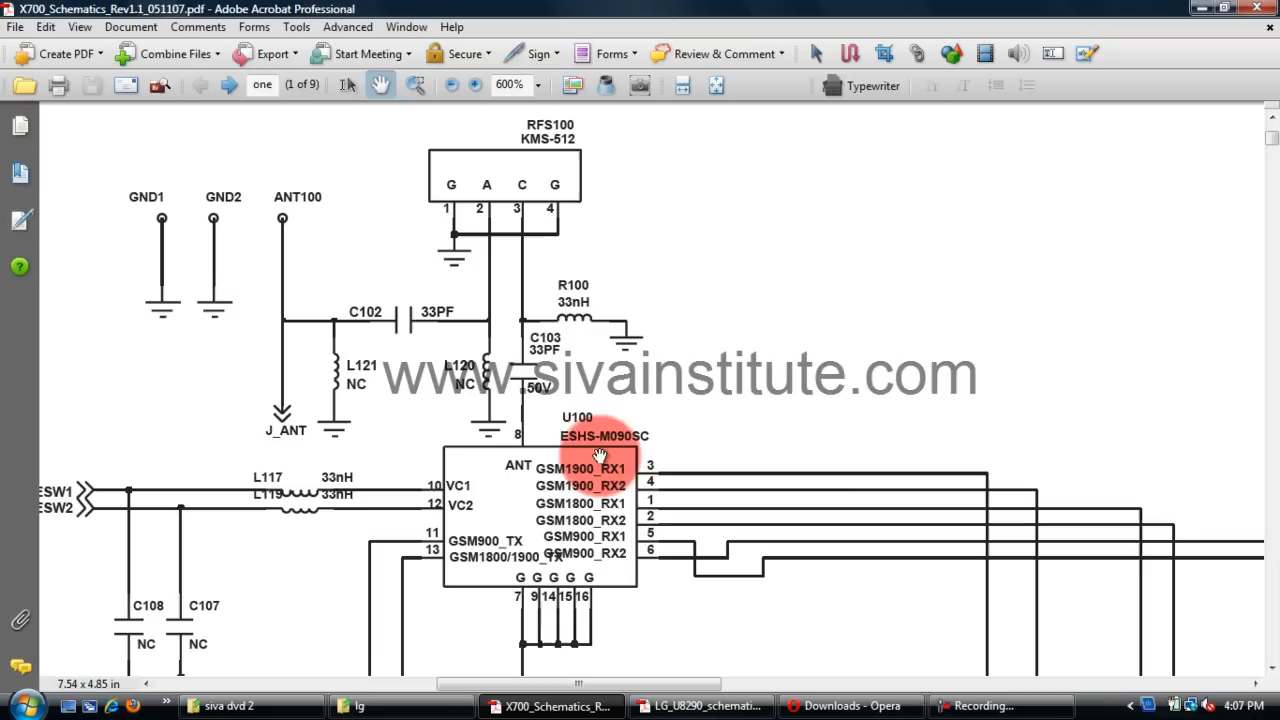 X700_Schematics_Rev1.1_051107.pdf - Adobe Acrobat Professional
File Edit View Document Comments Forms Tools Advanced Window Help
Create PDF Combine Files Export Start Meeting Secure Sign Forms Review & Comment
one (1 of 9) 600% Typewriter
RFS100
KMS-512
G A C G
1 2 3 4
GND1 GND2 ANT100
R100
33nH
C102 33PF
C103
33PF
50V
L121
NC
L120
NC
www.sivainstitute.com
J_ANT
U100
ESHS-M090SC
8
ANT
L117 33nH
L119 33nH
ESW1
ESW2
10 VC1
12 VC2
11 GSM900_TX
13 GSM1800/1900_TX
GSM1900_RX1 3
GSM1900_RX2 4
GSM1800_RX1 1
GSM1800_RX2 2
GSM900_RX1 5
GSM900_RX2 6
G G G G G
7 9 14 15 16
C108
NC
C107
NC
7.54 x 4.85 in
siva dvd 2 lg X700_Schematics_R... LG_U8290_schemati... Downloads - Opera Recording... 4:07 PM